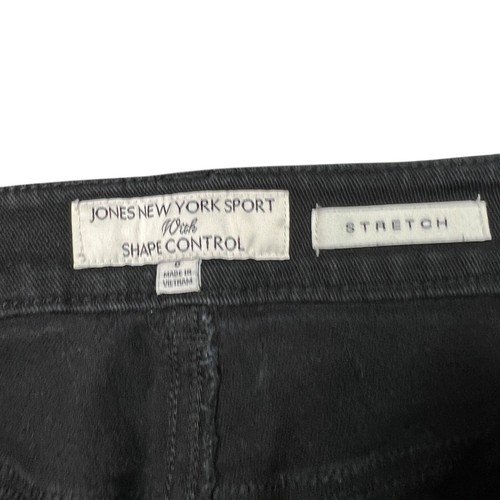 JONES NEW YORK SPORT
With
SHAPE CONTROL
STRETCH
MADE IN
VIETNAM